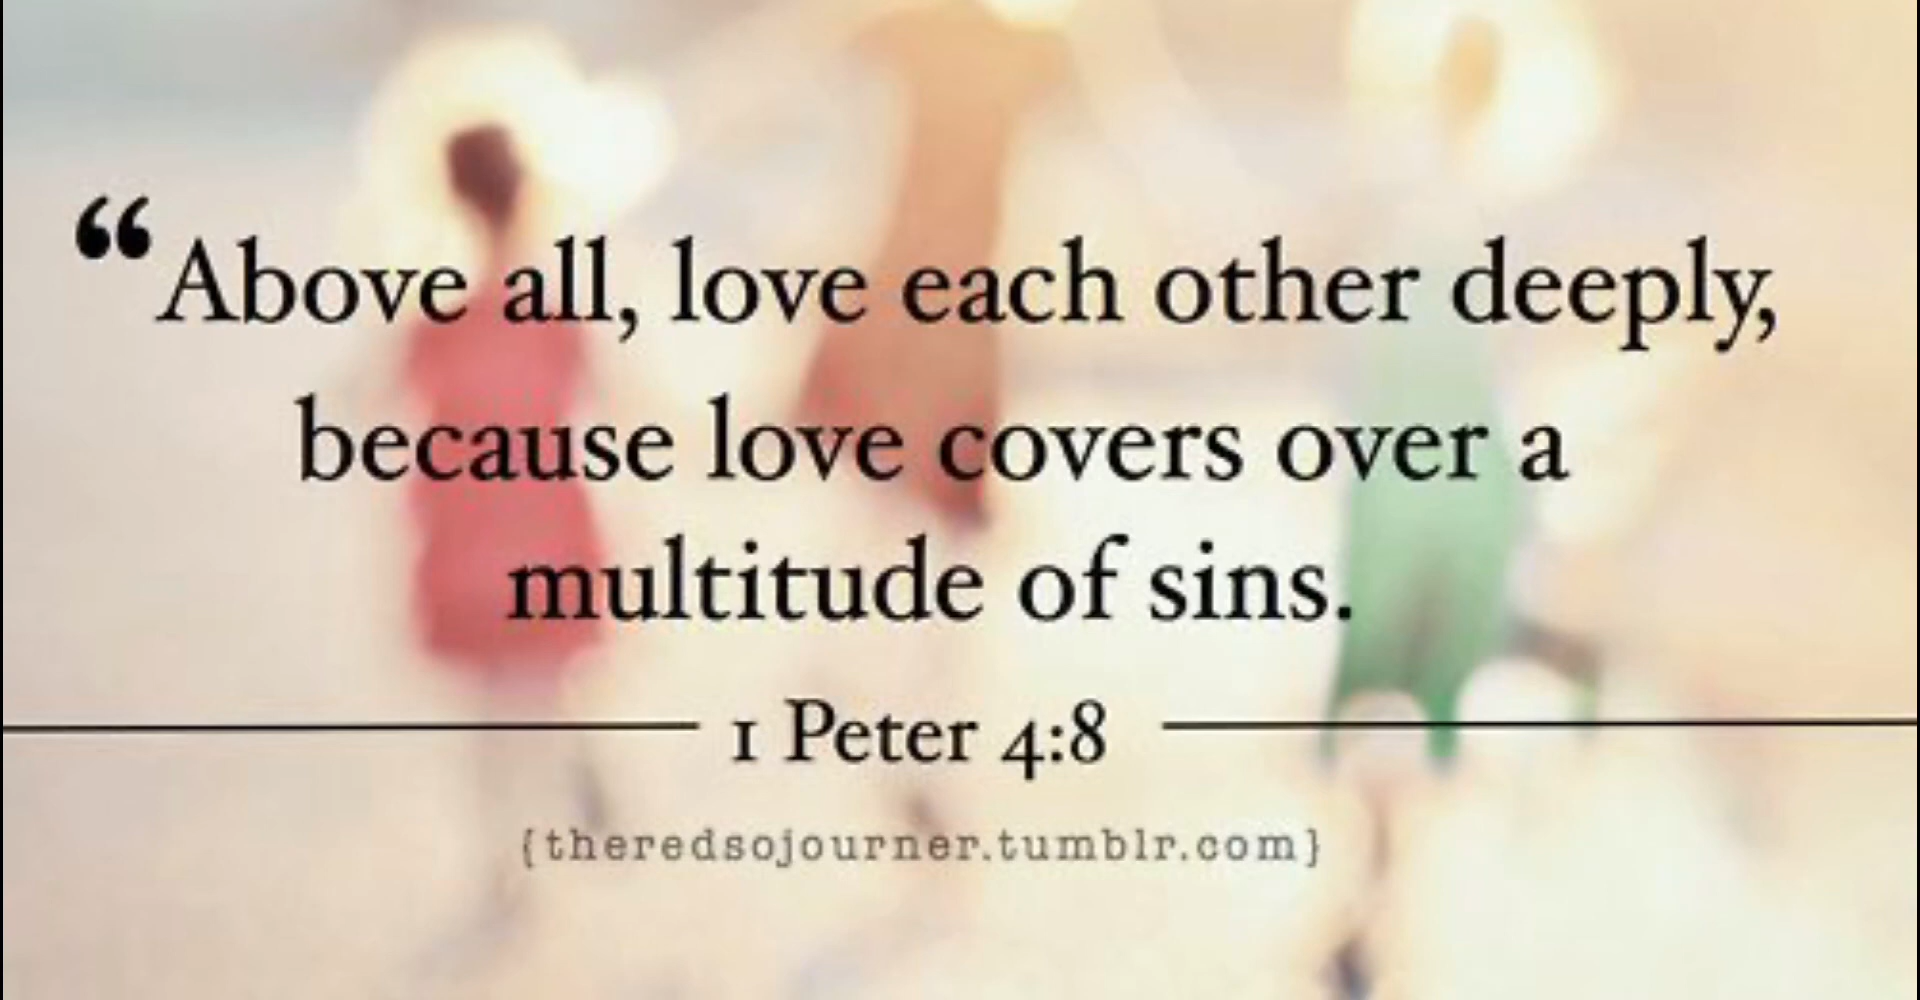 “Above all, love each other deeply,
because love covers over a
multitude of sins.
1 Peter 4:8
{theredsojourner.tumblr.com}